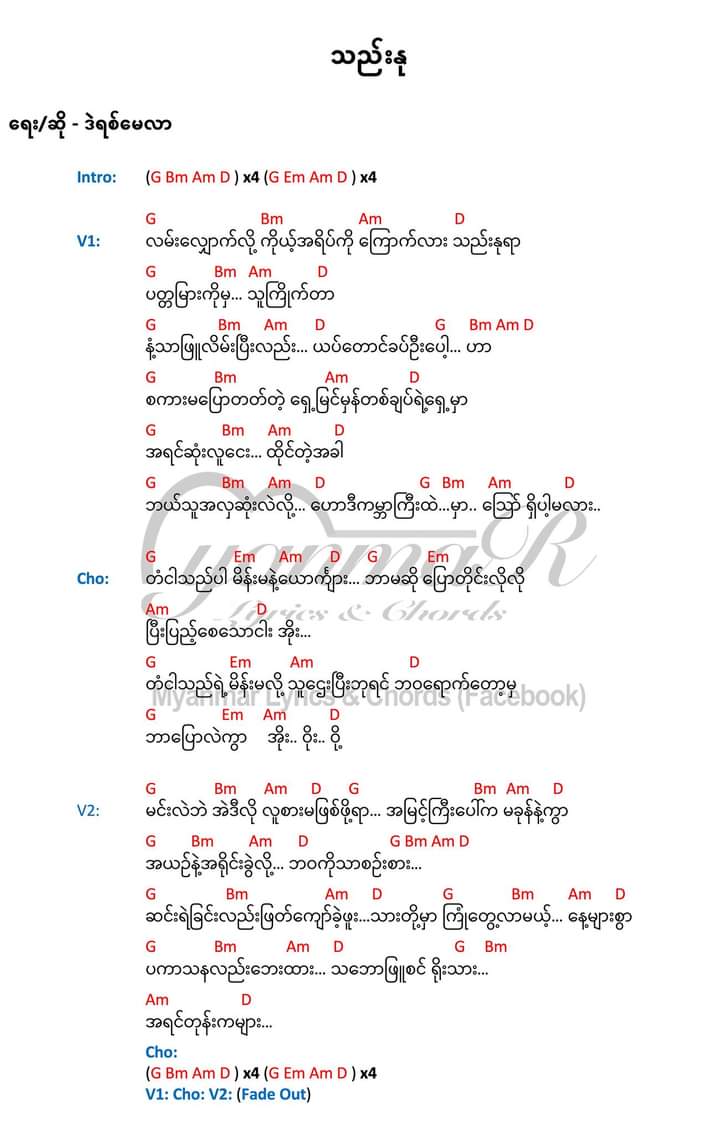 သည်းနု
ရေး/ဆို - ဒဲရစ်မေလာ
Intro: (G Bm Am D ) x4 (G Em Am D ) x4
G Bm Am D
V1: လမ်းလျှောက်လို့ ကိုယ့်အရိပ်ကို ကြောက်လား သည်းနုရာ
G Bm Am D
ပတ္တမြားကိုမှ... သူကြိုက်တာ
G Bm Am D G Bm Am D
နံ့သာဖြူလိမ်းပြီးလည်း... ယပ်တောင်ခပ်ဦးပေါ့... ဟာ
G Bm Am D
စကားမပြောတတ်တဲ့ ရှေ့မြင်မှန်တစ်ချပ်ရဲ့ရှေ့မှာ
G Bm Am D
အရင်ဆုံးလူငေး... ထိုင်တဲ့အခါ
G Bm Am D G Bm Am D
ဘယ်သူအလှဆုံးလဲလို့... ဟောဒီကမ္ဘာကြီးထဲ...မှာ.. သြော် ရှိပါ့မလား..
G Em Am D G Em
Cho: တံငါသည်ပါ မိန်းမနဲ့ယောက်ျား... ဘာမဆို ပြောတိုင်းလိုလို
Am D
ပြီးပြည့်စေသောငါး အိုး...
G Em Am D
တံငါသည်ရဲ့ မိန်းမလို့ သူဌေးပြီးဘုရင် ဘဝရောက်တော့မှ
G Em Am D
ဘာပြောလဲကွာ အိုး.. ဝိုး.. ဝို့
G Bm Am D G Bm Am D
V2: မင်းလဲဘဲ အဲဒီလို လူစားမဖြစ်ဖို့ရာ... အမြင့်ကြီးပေါ်က မခုန်နဲ့ကွာ
G Bm Am D G Bm Am D
အယဉ်နဲ့အရိုင်းခွဲလို့... ဘဝကိုသာစဉ်းစား...
G Bm Am D G Bm Am D
ဆင်းရဲခြင်းလည်းဖြတ်ကျော်ခဲ့ဖူး...သားတို့မှာ ကြုံတွေ့လာမယ့်... နေ့များစွာ
G Bm Am D G Bm
ပကာသနလည်းဘေးထား... သဘောဖြူစင် ရိုးသား...
Am D
အရင်တုန်းကများ...
Cho:
(G Bm Am D ) x4 (G Em Am D ) x4
V1: Cho: V2: (Fade Out)
MyanmaR
Lyrics & Chords
Myanmar Lyrics & Chords (Facebook)